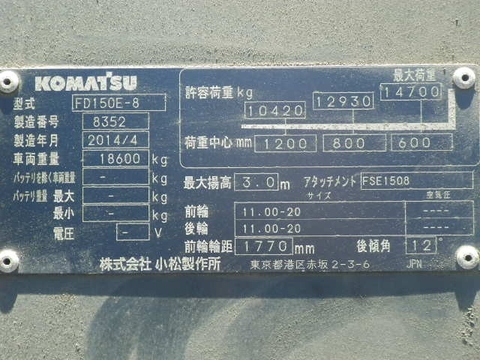 KOMATSU
型式 FD150E-8
製造番号 8352
製造年月 2014/4
車両重量 18600 kg
バッテリを除く車両重量 - kg
バッテリ重量 最大 - kg
最小 - kg
電圧 - V
最大荷重
許容荷重 kg 10420 12930 14700
荷重中心 mm 1200 800 600
最大揚高 3.0 m アタッチメント FSE1508
サイズ 空気圧
前輪 11.00-20 ----
後輪 11.00-20 ----
前輪輪距 1770 mm 後傾角 12°
株式会社 小松製作所 東京都港区赤坂2-3-6 JPN